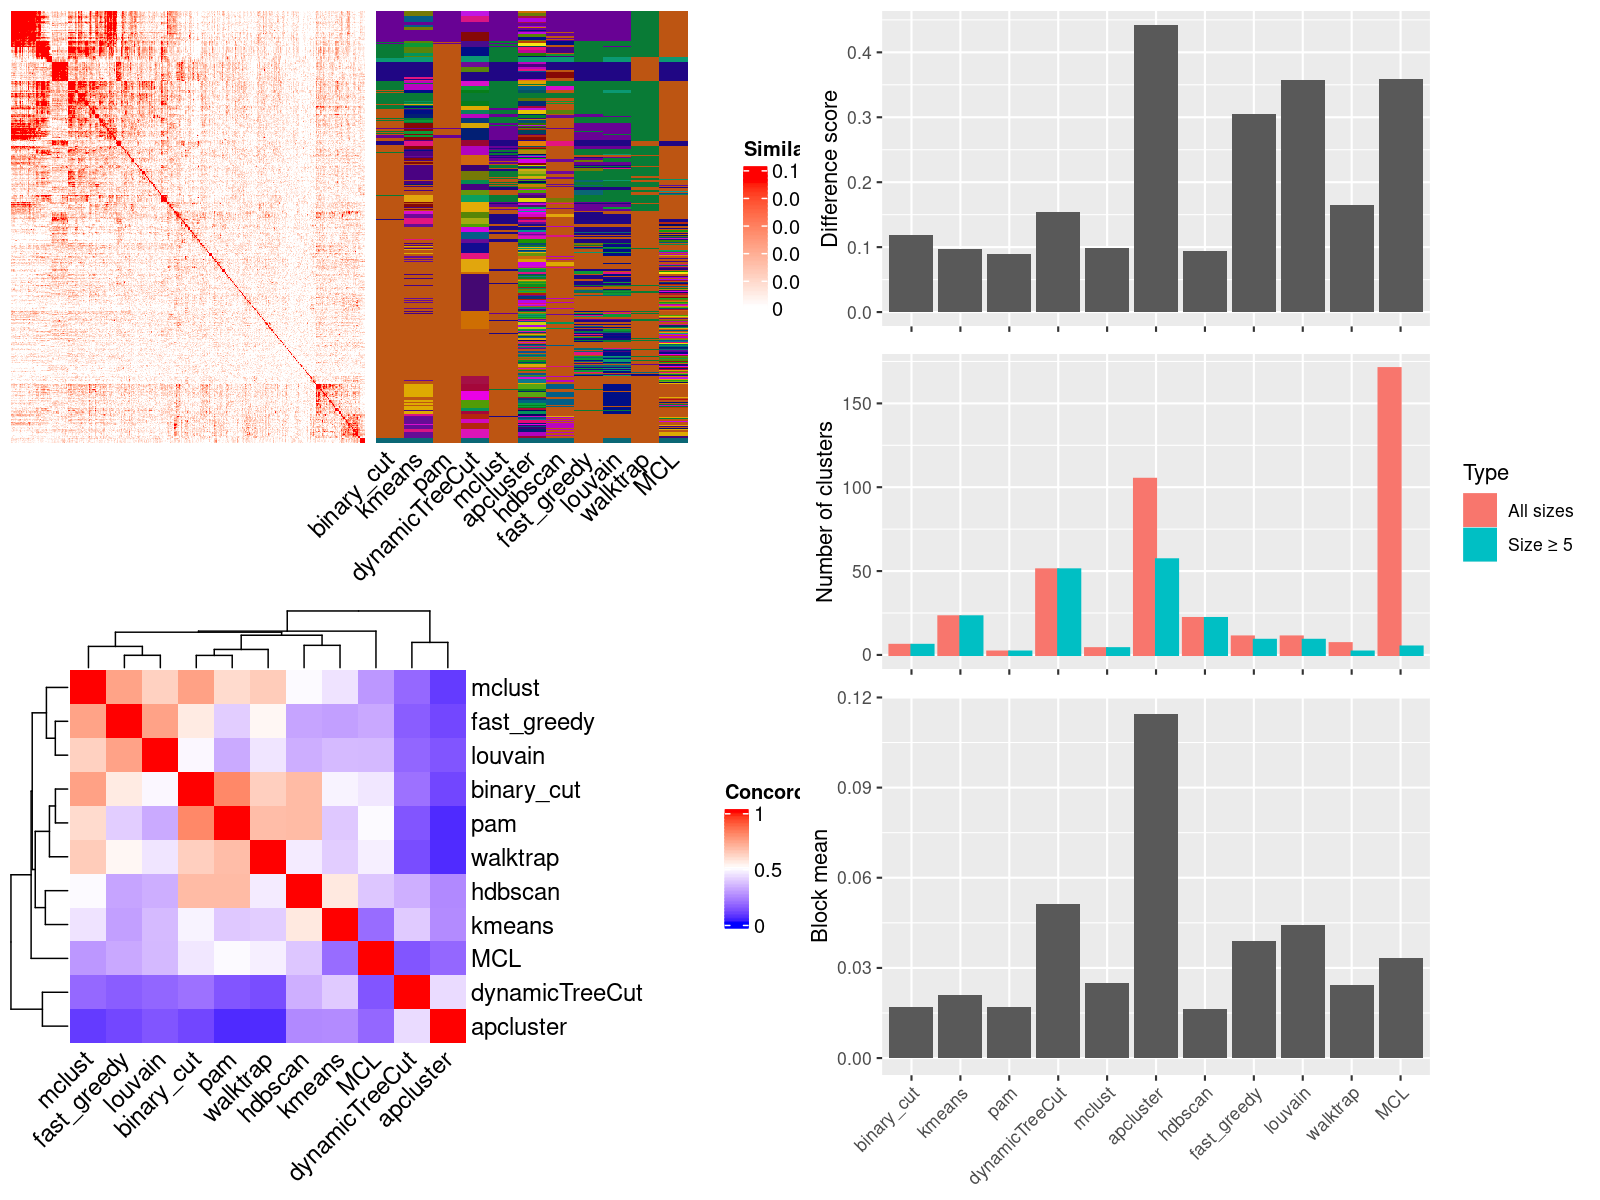 Simila
0.1
0.0
0.0
0.0
0.0
0
binary_cut
kmeans
pam
dynamicTreeCut
mclust
apcluster
hdbscan
fast_greedy
louvain
walktrap
MCL
mclust
fast_greedy
louvain
binary_cut
pam
walktrap
hdbscan
kmeans
MCL
dynamicTreeCut
apcluster
mclust
fast_greedy
louvain
binary_cut
pam
walktrap
hdbscan
kmeans
MCL
dynamicTreeCut
apcluster
Concord
1
0.5
0
Difference score
0.4
0.3
0.2
0.1
0.0
Number of clusters
150
100
50
0
Type
All sizes
Size ≥ 5
Block mean
0.12
0.09
0.06
0.03
0.00
binary_cut
kmeans
pam
dynamicTreeCut
mclust
apcluster
hdbscan
fast_greedy
louvain
walktrap
MCL